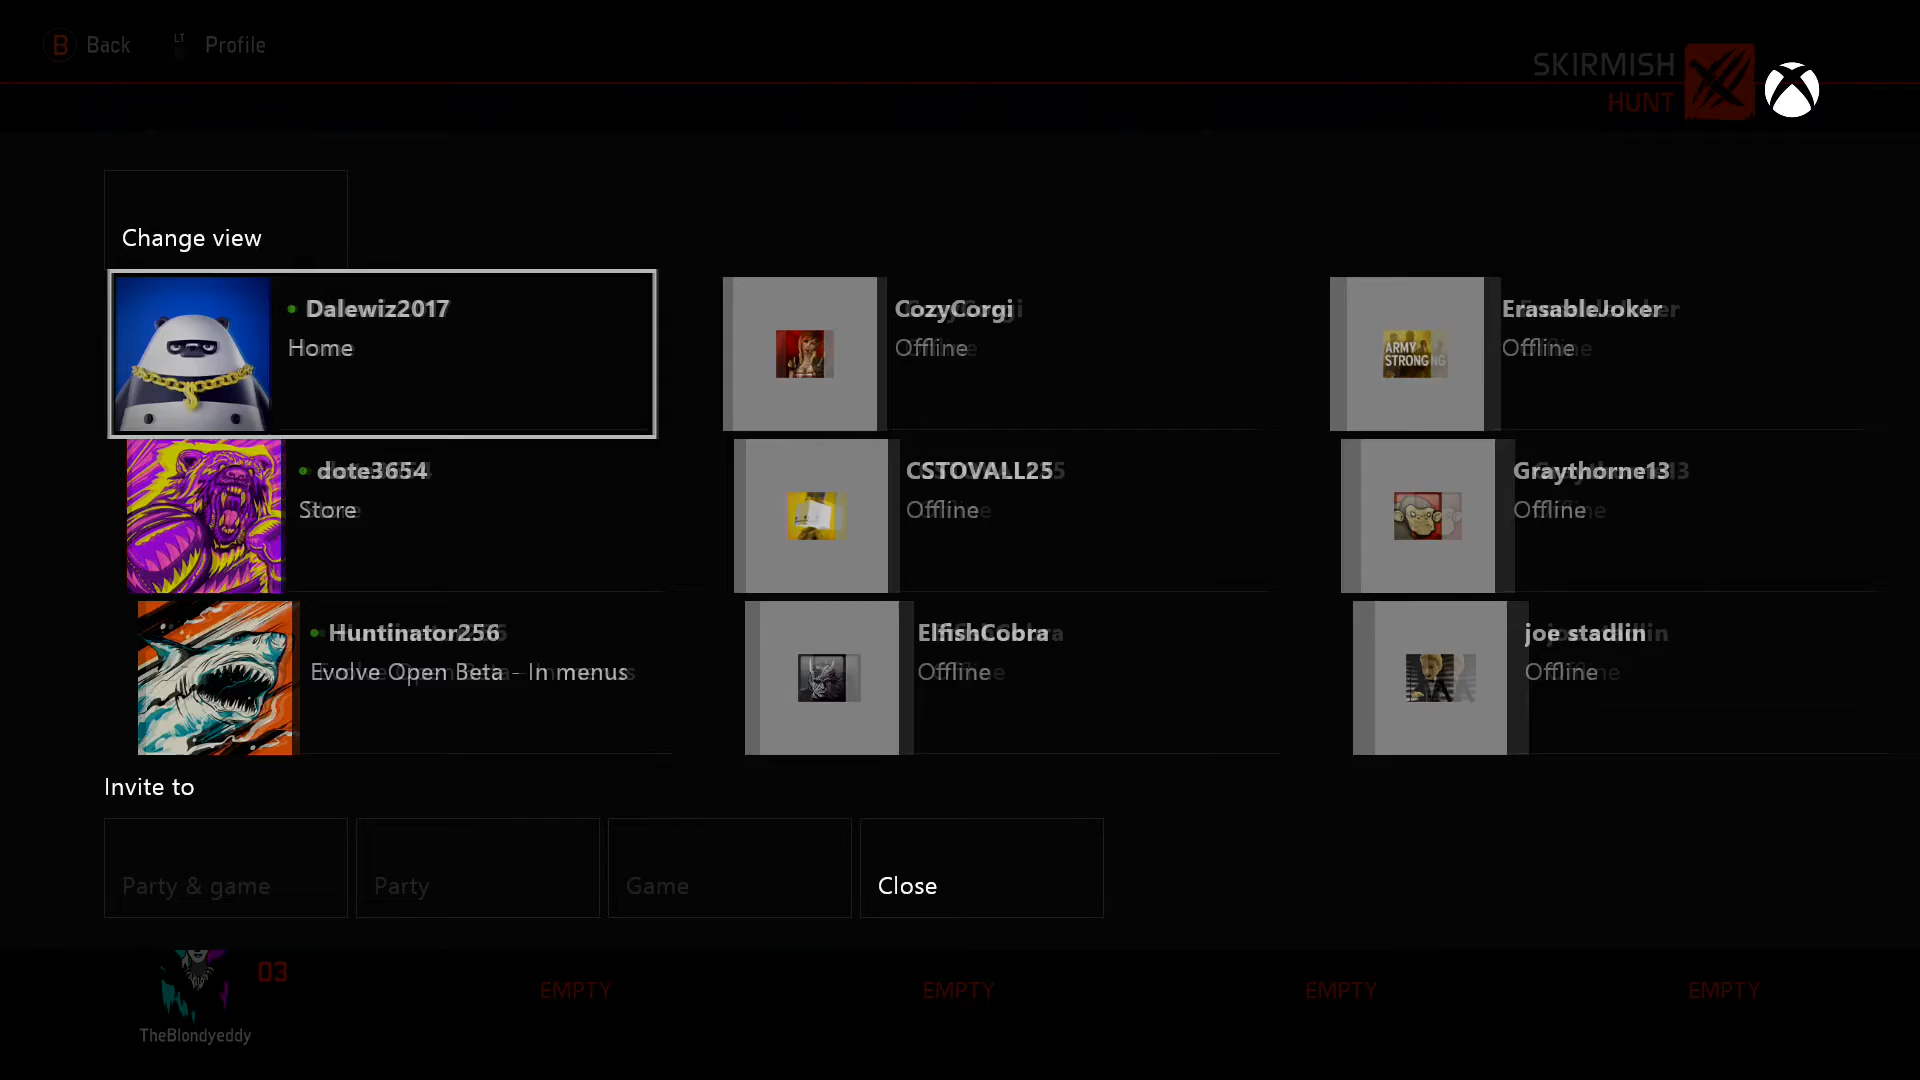 B Back LT Profile
SKIRMISH
HUNT
Change view
Dalewiz2017
Home
CozyCorgi
Offline
ErasableJoker
Offline
ARMY
STRONG
dote3654
Store
CSTOVALL25
Offline
Graythorne13
Offline
Huntinator256
Evolve Open Beta - In menus
ElfishCobra
Offline
joe stadlin
Offline
Invite to
Party & game
Party
Game
Close
03
TheBlondyeddy
EMPTY
EMPTY
EMPTY
EMPTY